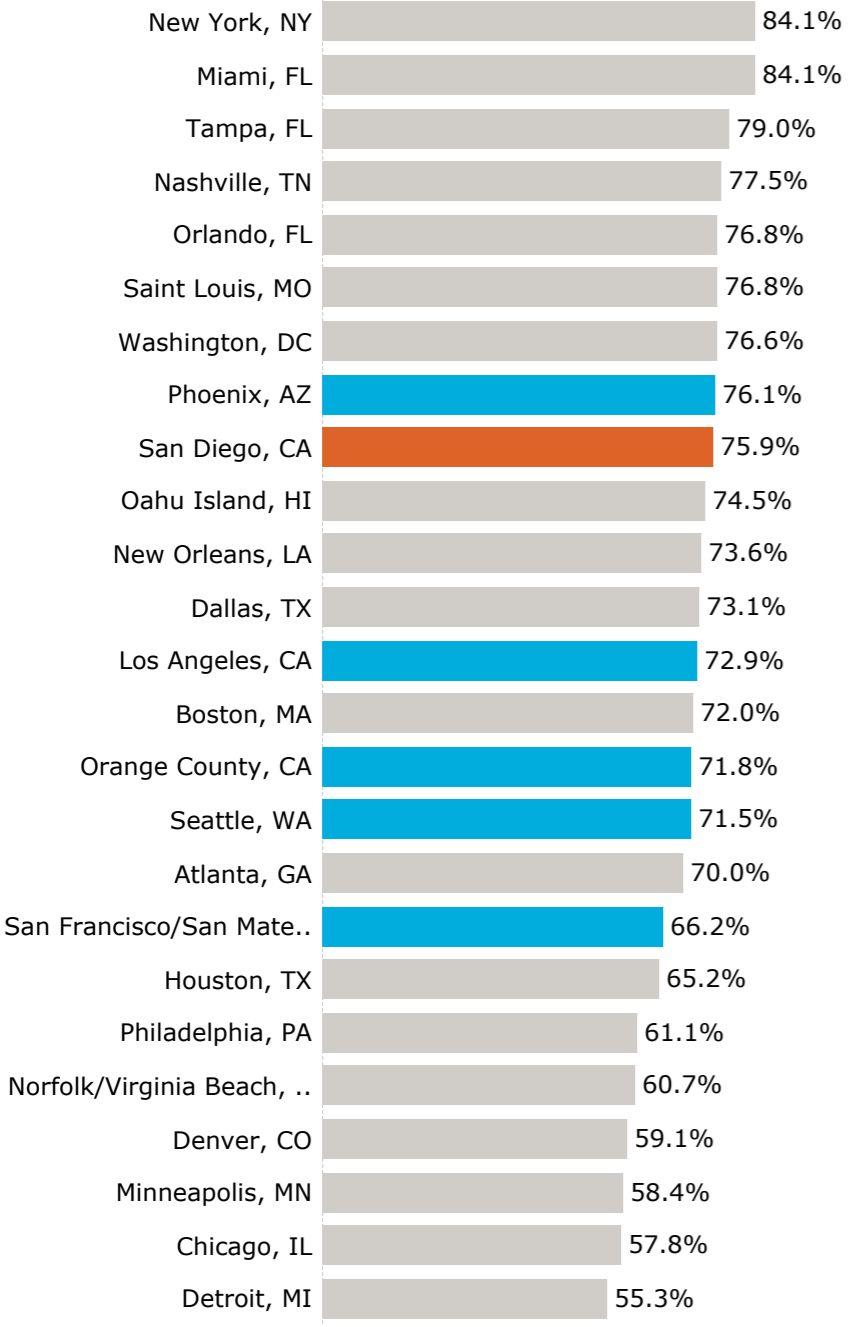 New York, NY 84.1%
Miami, FL 84.1%
Tampa, FL 79.0%
Nashville, TN 77.5%
Orlando, FL 76.8%
Saint Louis, MO 76.8%
Washington, DC 76.6%
Phoenix, AZ 76.1%
San Diego, CA 75.9%
Oahu Island, HI 74.5%
New Orleans, LA 73.6%
Dallas, TX 73.1%
Los Angeles, CA 72.9%
Boston, MA 72.0%
Orange County, CA 71.8%
Seattle, WA 71.5%
Atlanta, GA 70.0%
San Francisco/San Mate.. 66.2%
Houston, TX 65.2%
Philadelphia, PA 61.1%
Norfolk/Virginia Beach, .. 60.7%
Denver, CO 59.1%
Minneapolis, MN 58.4%
Chicago, IL 57.8%
Detroit, MI 55.3%